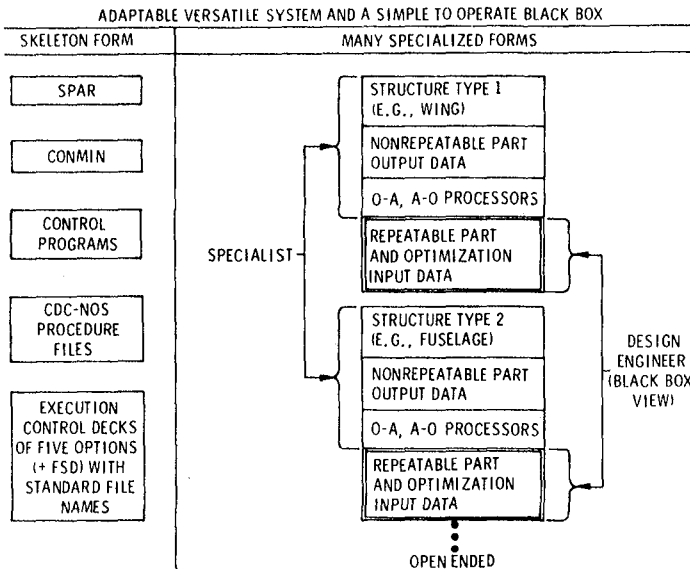 ADAPTABLE VERSATILE SYSTEM AND A SIMPLE TO OPERATE BLACK BOX
SKELETON FORM
MANY SPECIALIZED FORMS
SPAR
CONMIN
CONTROL
PROGRAMS
CDC-NOS
PROCEDURE
FILES
EXECUTION
CONTROL DECKS
OF FIVE OPTIONS
(+ FSD) WITH
STANDARD FILE
NAMES
SPECIALIST
STRUCTURE TYPE 1
(E.G., WING)
NONREPEATABLE PART
OUTPUT DATA
O-A, A-O PROCESSORS
REPEATABLE PART
AND OPTIMIZATION
INPUT DATA
STRUCTURE TYPE 2
(E.G., FUSELAGE)
NONREPEATABLE PART
OUTPUT DATA
O-A, A-O PROCESSORS
REPEATABLE PART
AND OPTIMIZATION
INPUT DATA
OPEN ENDED
DESIGN
ENGINEER
(BLACK BOX
VIEW)